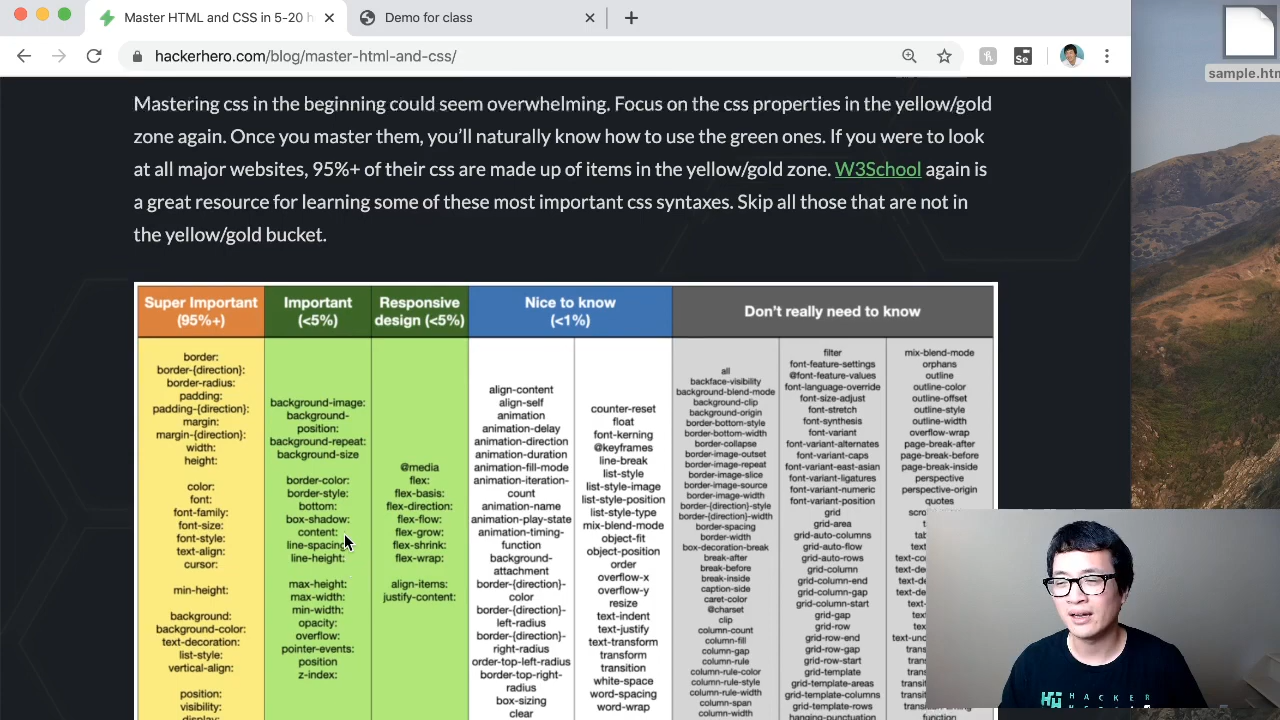 Master HTML and CSS in 5-20 h
Demo for class
hackerhero.com/blog/master-html-and-css/
Se
sample.htm
Mastering css in the beginning could seem overwhelming. Focus on the css properties in the yellow/gold
zone again. Once you master them, you'll naturally know how to use the green ones. If you were to look
at all major websites, 95%+ of their css are made up of items in the yellow/gold zone. W3School again is
a great resource for learning some of these most important css syntaxes. Skip all those that are not in
the yellow/gold bucket.
Super Important
(95%+)
border:
border-{direction}:
border-radius:
padding:
padding-{direction}:
margin:
margin-{direction}:
width:
height:
color:
font:
font-family:
font-size:
font-style:
text-align:
cursor:
min-height:
background:
background-color:
text-decoration:
list-style:
vertical-align:
position:
visibility:
display:
Important
(<5%)
background-image:
background-
position:
background-repeat:
background-size
border-color:
border-style:
bottom:
box-shadow:
content:
line-spacing
line-height:
max-height:
max-width:
min-width:
opacity:
overflow:
pointer-events:
position
z-index:
Responsive
design (<5%)
@media
flex:
flex-basis:
flex-direction:
flex-flow:
flex-grow:
flex-shrink:
flex-wrap:
align-items:
justify-content:
Nice to know
(<1%)
align-content
align-self
animation
animation-delay
animation-direction
animation-duration
animation-fill-mode
animation-iteration-
count
animation-name
animation-play-state
animation-timing-
function
background-
attachment
border-{direction}-
color
border-{direction}-
left-radius
border-{direction}-
right-radius
order-top-left-radius
border-top-right-
radius
box-sizing
clear
counter-reset
float
font-kerning
@keyframes
line-break
list-style
list-style-image
list-style-position
list-style-type
mix-blend-mode
object-fit
object-position
order
overflow-x
overflow-y
resize
text-indent
text-justify
text-transform
transform
transition
white-space
word-spacing
word-wrap
Don't really need to know
all
backface-visibility
background-blend-mode
background-clip
background-origin
border-bottom-style
border-bottom-width
border-collapse
border-image-outset
border-image-repeat
border-image-slice
border-image-source
border-image-width
border-{direction}-style
border-{direction}-width
border-spacing
border-width
box-decoration-break
break-after
break-before
break-inside
caption-side
caret-color
@charset
clip
column-count
column-fill
column-gap
column-rule
column-rule-color
column-rule-style
column-rule-width
column-span
column-width
filter
font-feature-settings
@font-feature-values
font-language-override
font-size-adjust
font-stretch
font-synthesis
font-variant
font-variant-alternates
font-variant-caps
font-variant-east-asian
font-variant-ligatures
font-variant-numeric
font-variant-position
grid
grid-area
grid-auto-columns
grid-auto-flow
grid-auto-rows
grid-column
grid-column-end
grid-column-gap
grid-column-start
grid-gap
grid-row
grid-row-end
grid-row-gap
grid-row-start
grid-template
grid-template-areas
grid-template-columns
grid-template-rows
hanging-punctuation
mix-blend-mode
orphans
outline
outline-color
outline-offset
outline-style
outline-width
overflow-wrap
page-break-after
page-break-before
page-break-inside
perspective
perspective-origin
quotes
function
HACKER